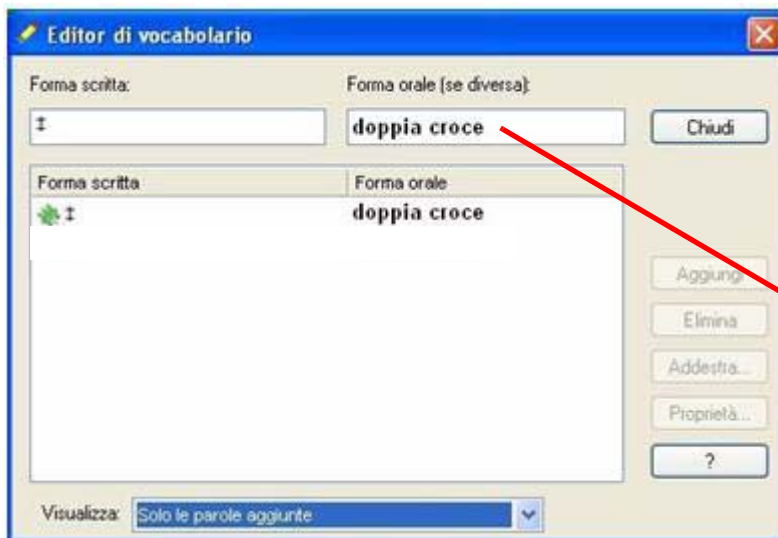 Editor di vocabolario
Forma scritta: Forma orale (se diversa):
‡ doppia croce Chiudi
Forma scritta Forma orale
‡ doppia croce
Aggiungi
Elimina
Addestra...
Proprietà...
?
Visualizza: Solo le parole aggiunte